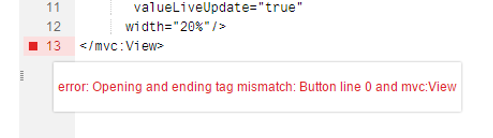 11 valueLiveUpdate="true"
12 width="20%"/>
13 </mvc:View>
error: Opening and ending tag mismatch: Button line 0 and mvc:View